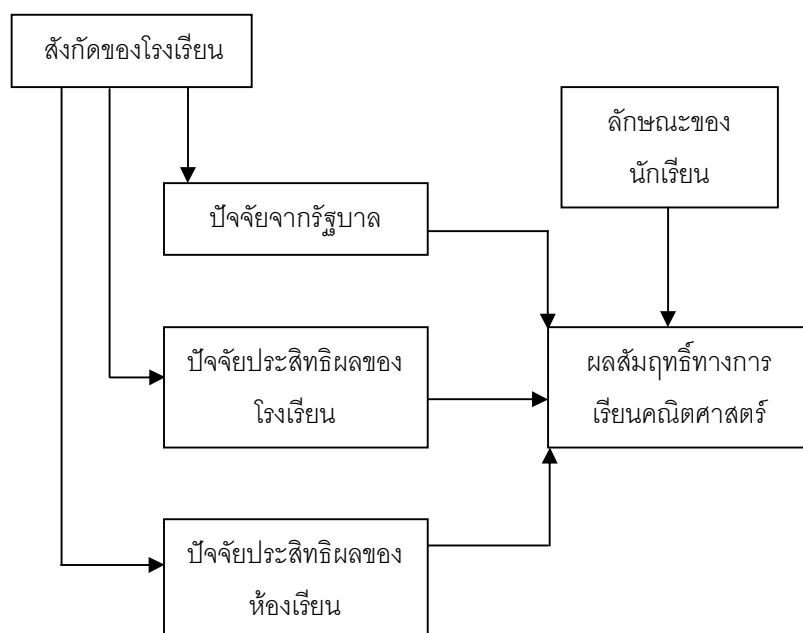 สังกัดของโรงเรียน
ลักษณะของ
นักเรียน
ปัจจัยจากรัฐบาล
ปัจจัยประสิทธิผลของ
โรงเรียน
ผลสัมฤทธิ์ทางการ
เรียนคณิตศาสตร์
ปัจจัยประสิทธิผลของ
ห้องเรียน